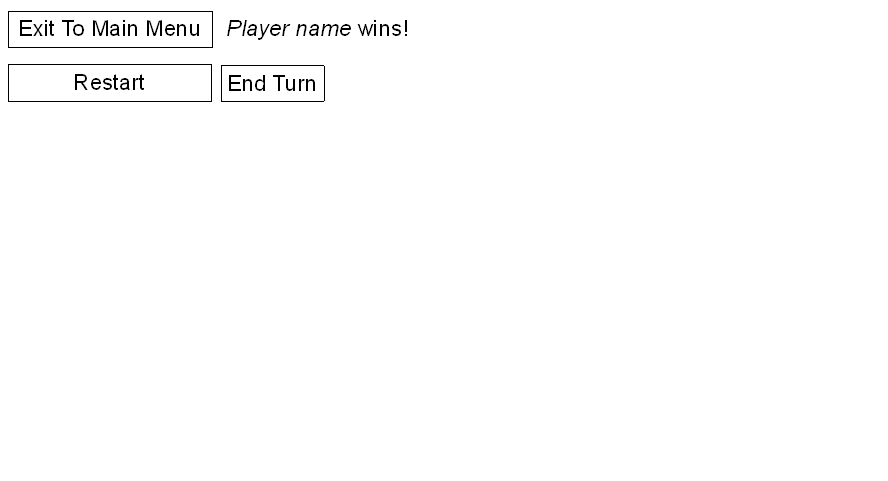 Exit To Main Menu
Player name wins!
Restart
End Turn